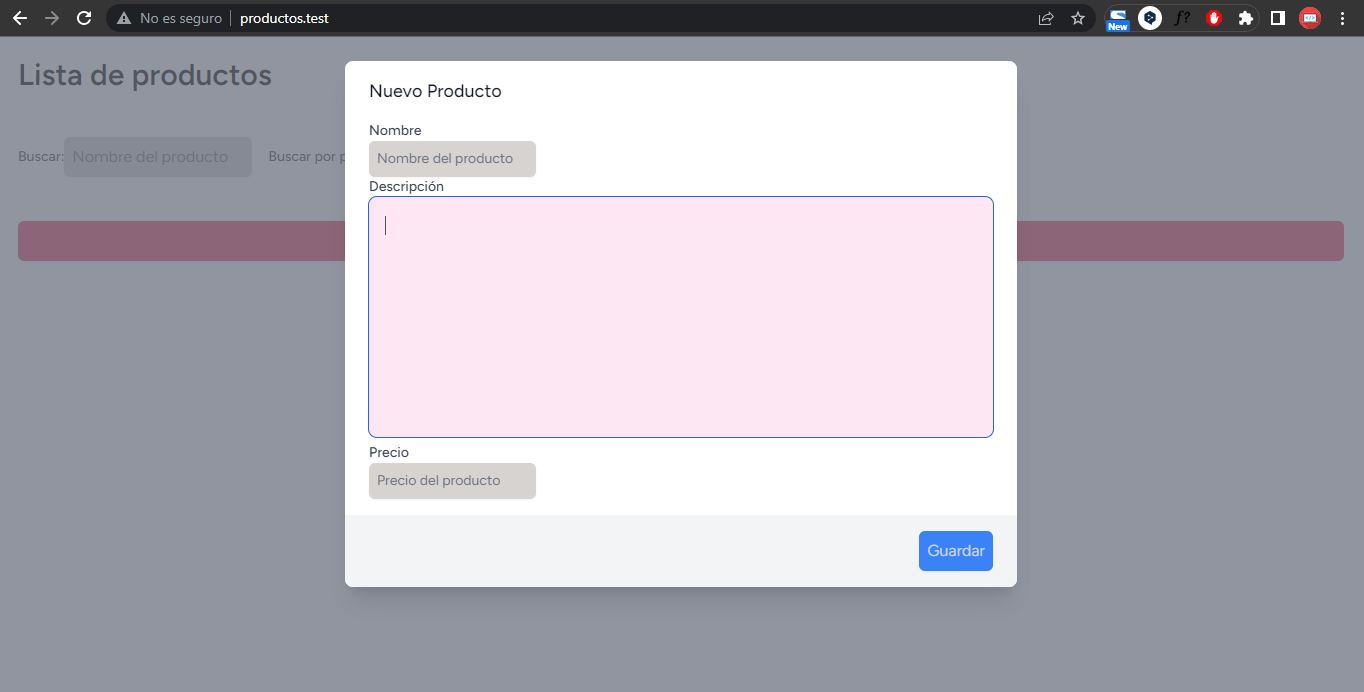 No es seguro productos.test
New
f?
Lista de productos
Nuevo Producto
Nombre
Buscar: Nombre del producto Buscar por p
Nombre del producto
Descripción
Precio
Precio del producto
Guardar